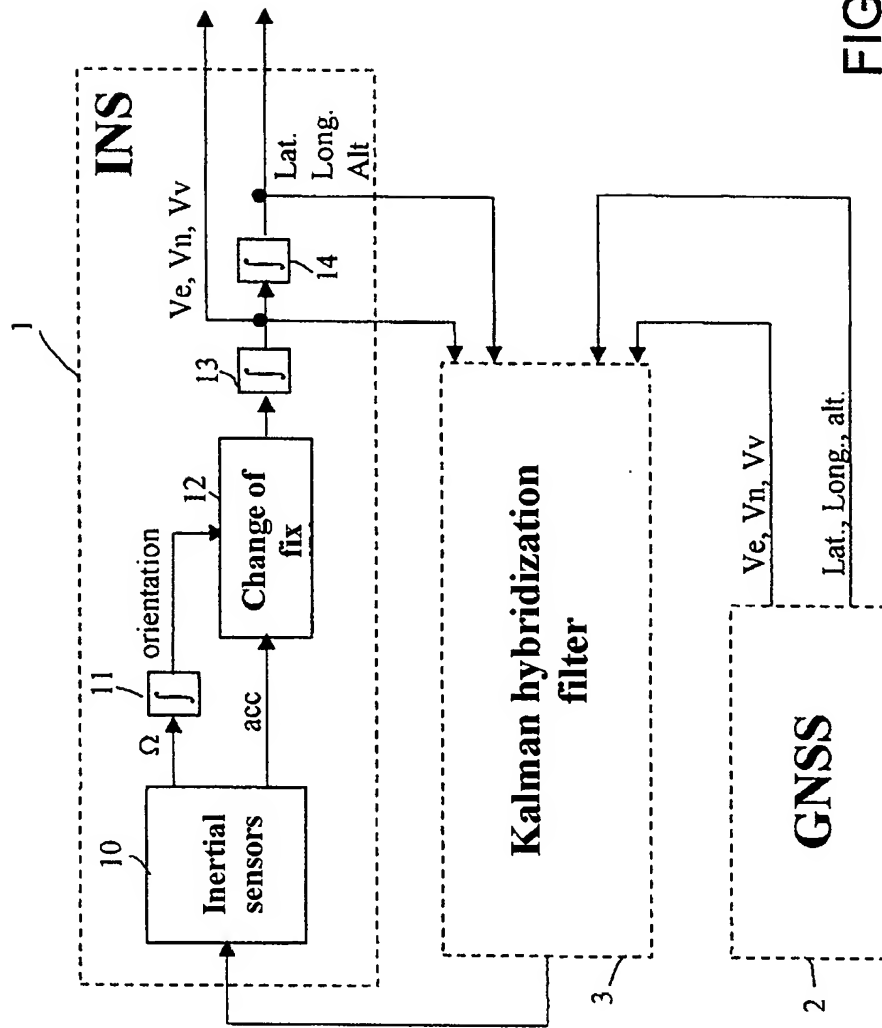 1
INS
Ve, Vn, Vv
Lat.
Long.
Alt
10
Inertial
sensors
Ω
acc
11
∫
orientation
12
Change of
fix
13
∫
14
∫
3
Kalman hybridization
filter
2
GNSS
Ve, Vn, Vv
Lat., Long., alt.
FIG